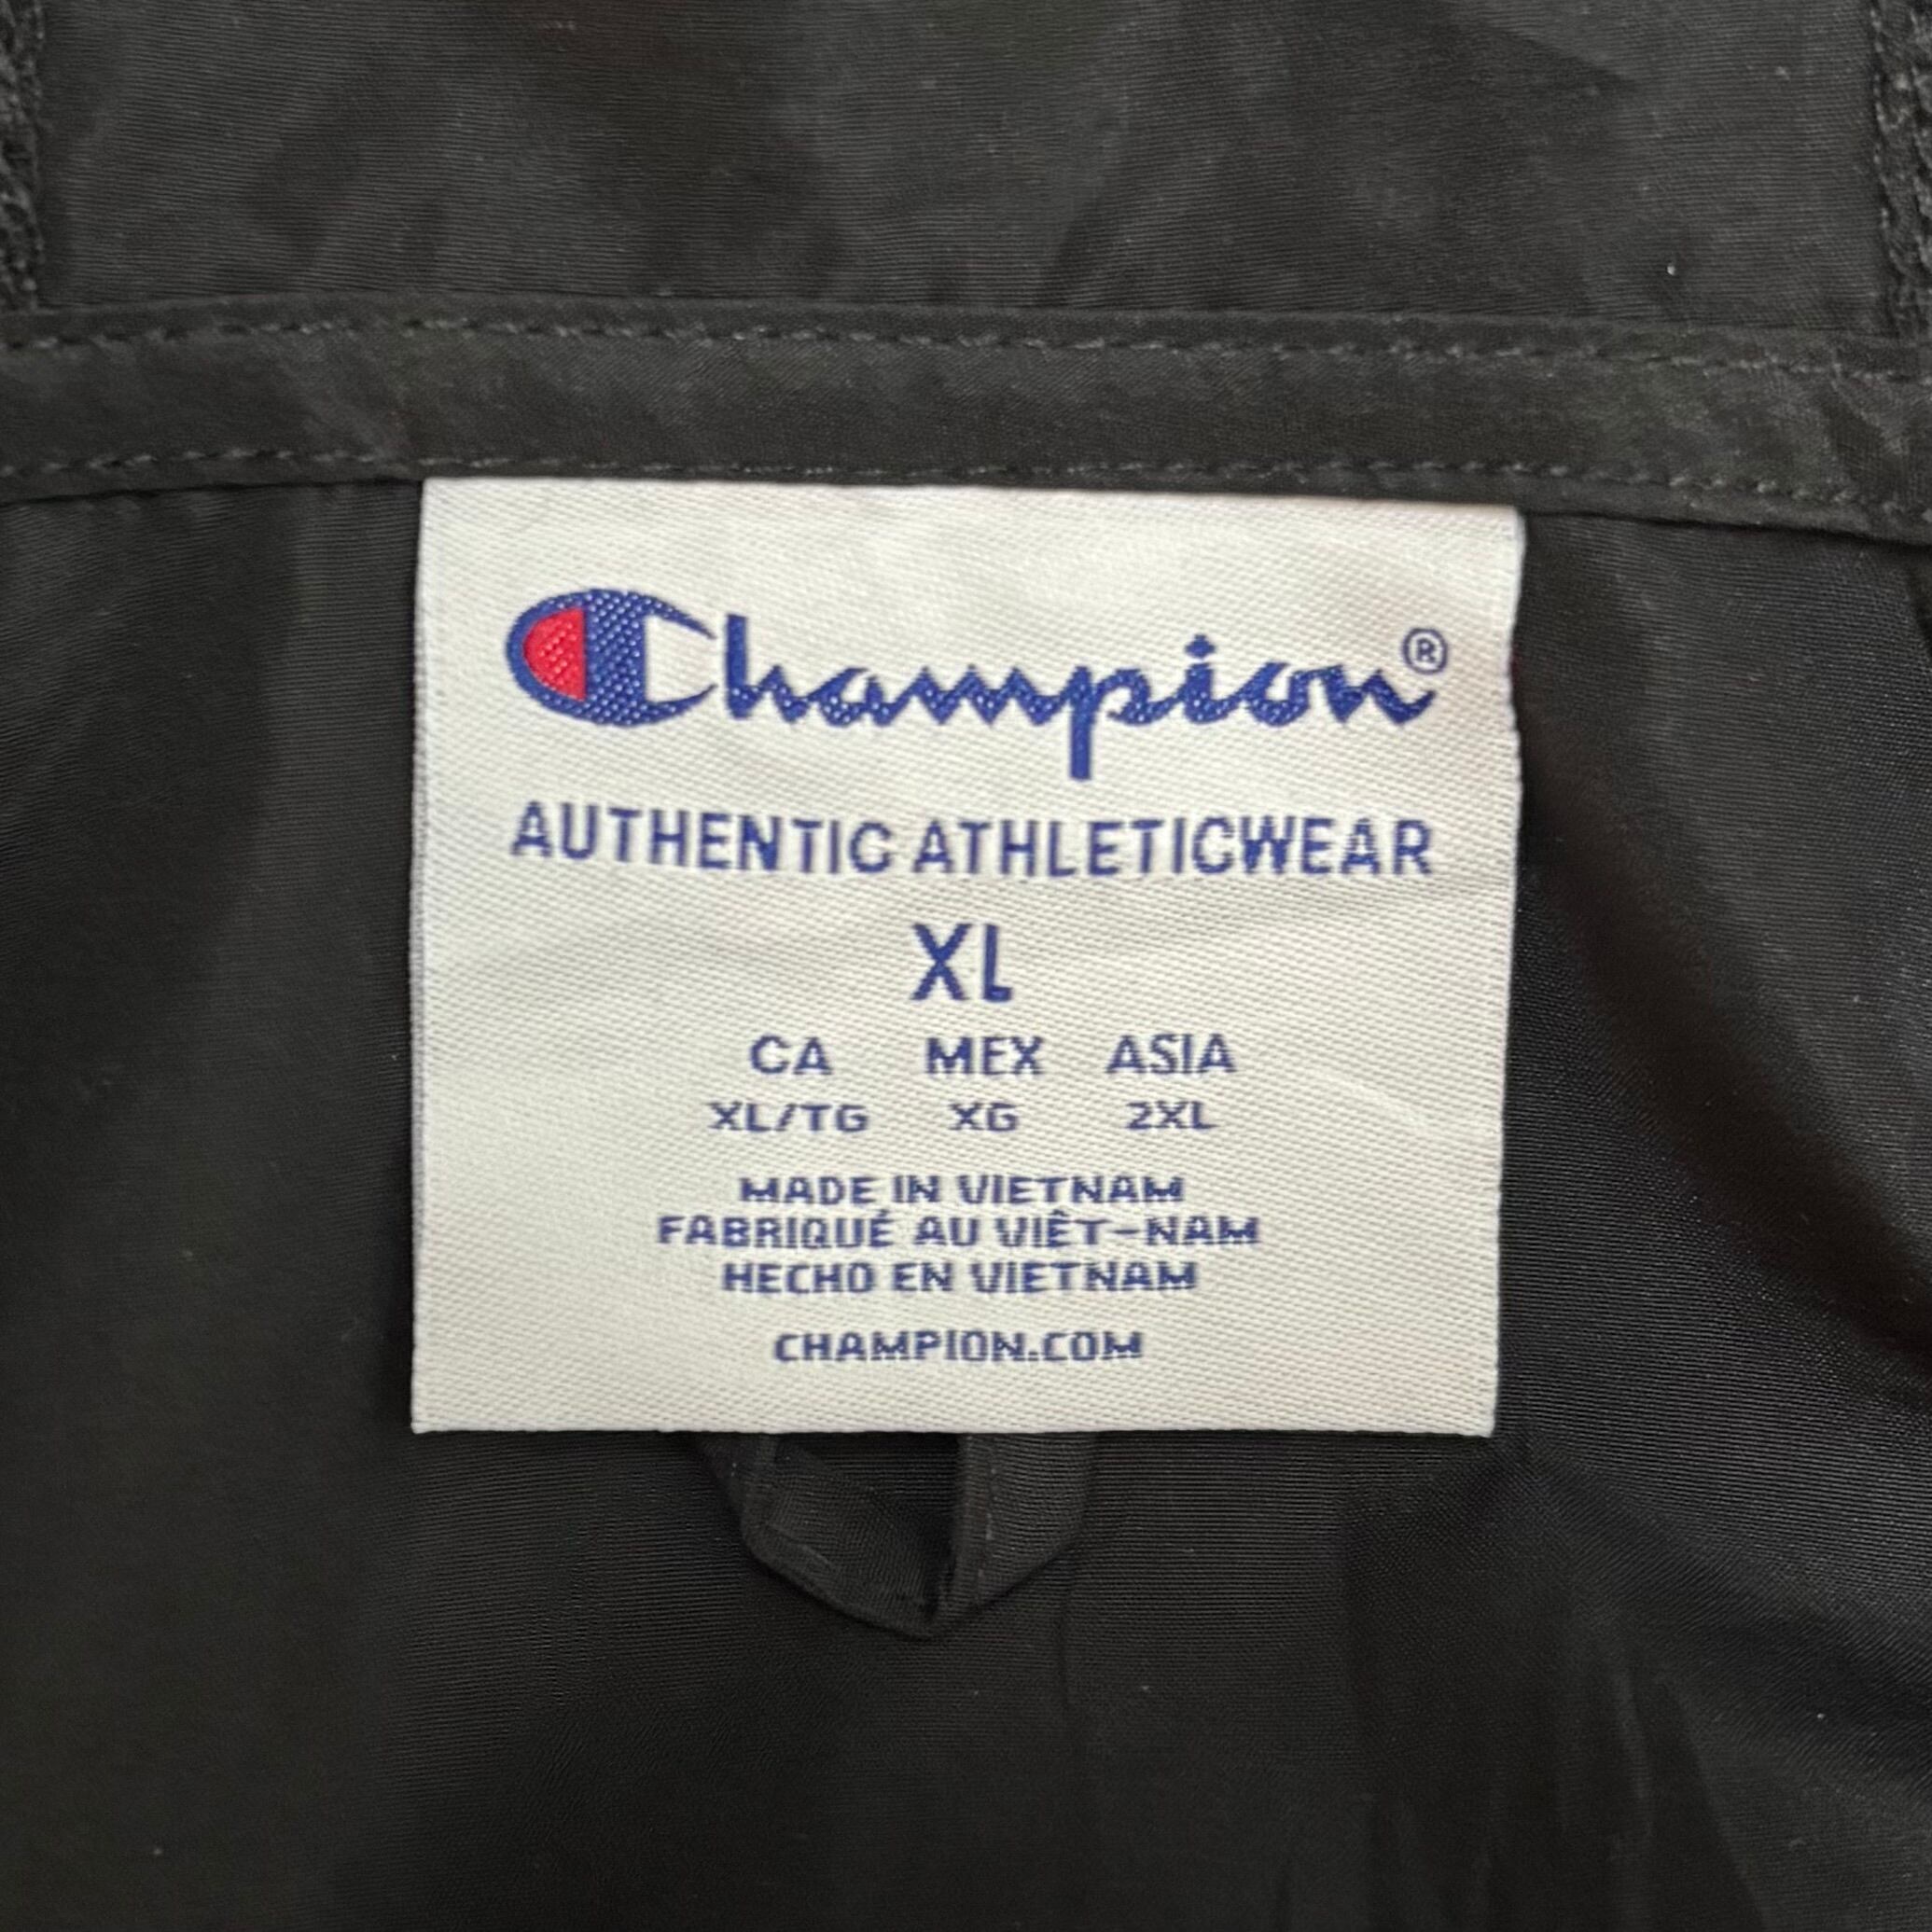 Champion®
AUTHENTIC ATHLETICWEAR
XL
CA MEX ASIA
XL/TG XG 2XL
MADE IN VIETNAM
FABRIQUÉ AU VIÊT-NAM
HECHO EN VIETNAM
CHAMPION.COM